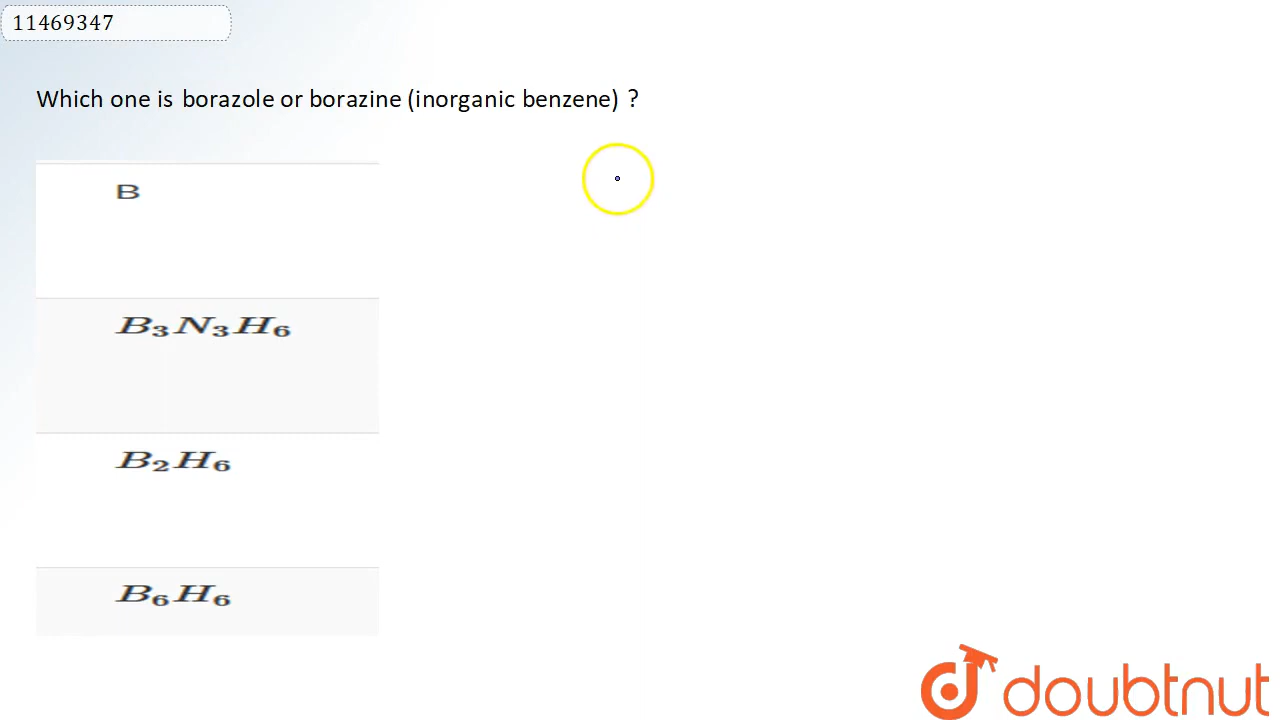 11469347
Which one is borazole or borazine (inorganic benzene) ?
B
B₃N₃H₆
B₂H₆
B₆H₆
doubtnut